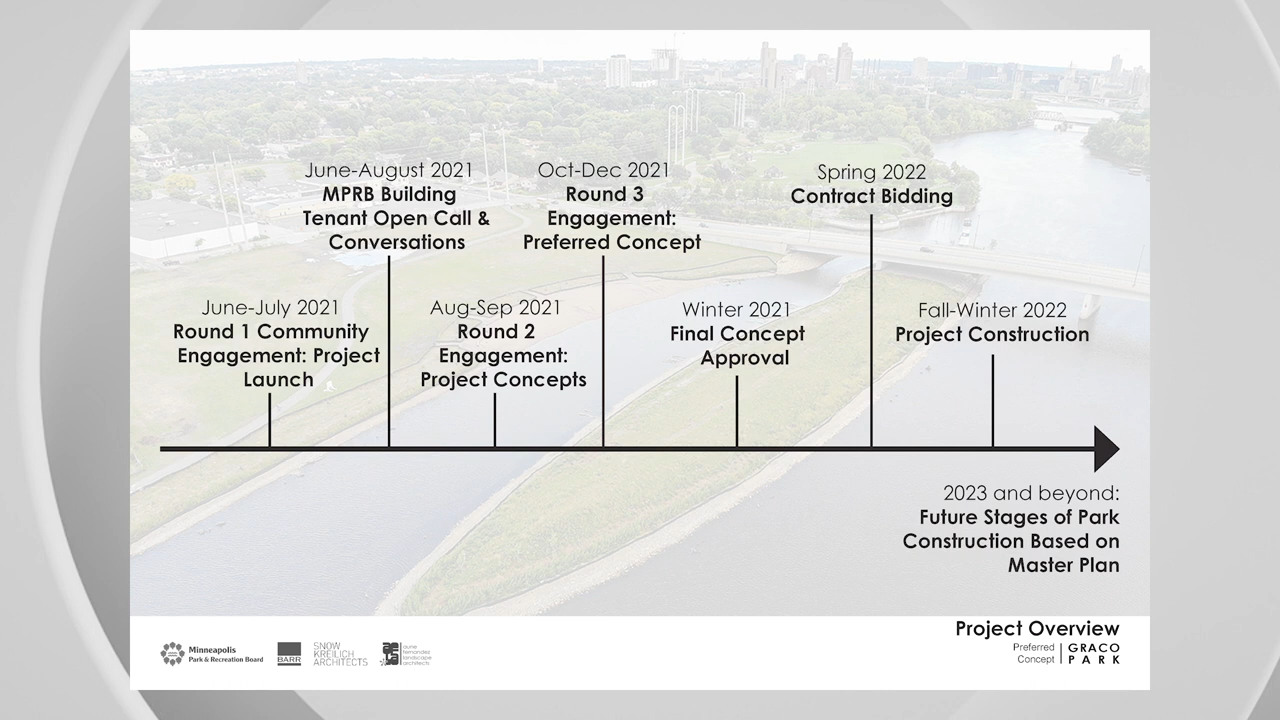 June-August 2021
MPRB Building
Tenant Open Call &
Conversations
Oct-Dec 2021
Round 3
Engagement:
Preferred Concept
Spring 2022
Contract Bidding
June-July 2021
Round 1 Community
Engagement: Project
Launch
Aug-Sep 2021
Round 2
Engagement:
Project Concepts
Winter 2021
Final Concept
Approval
Fall-Winter 2022
Project Construction
2023 and beyond:
Future Stages of Park
Construction Based on
Master Plan
Project Overview
Preferred
Concept
GRACO
PARK
Minneapolis
Park & Recreation Board
BARR
SNOW
KREILICH
ARCHITECTS
fernandez
landscape
architects